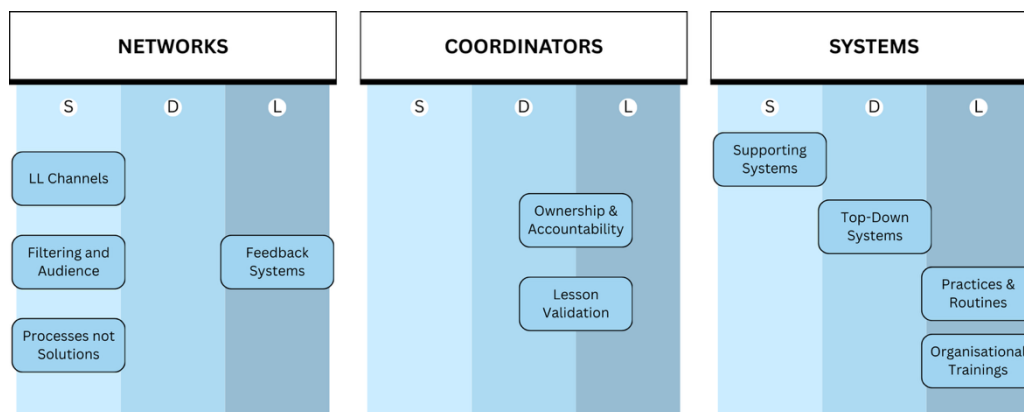 NETWORKS
S
D
L
LL Channels
Filtering and
Audience
Feedback
Systems
Processes not
Solutions
COORDINATORS
S
D
L
Ownership &
Accountability
Lesson
Validation
SYSTEMS
S
D
L
Supporting
Systems
Top-Down
Systems
Practices &
Routines
Organisational
Trainings